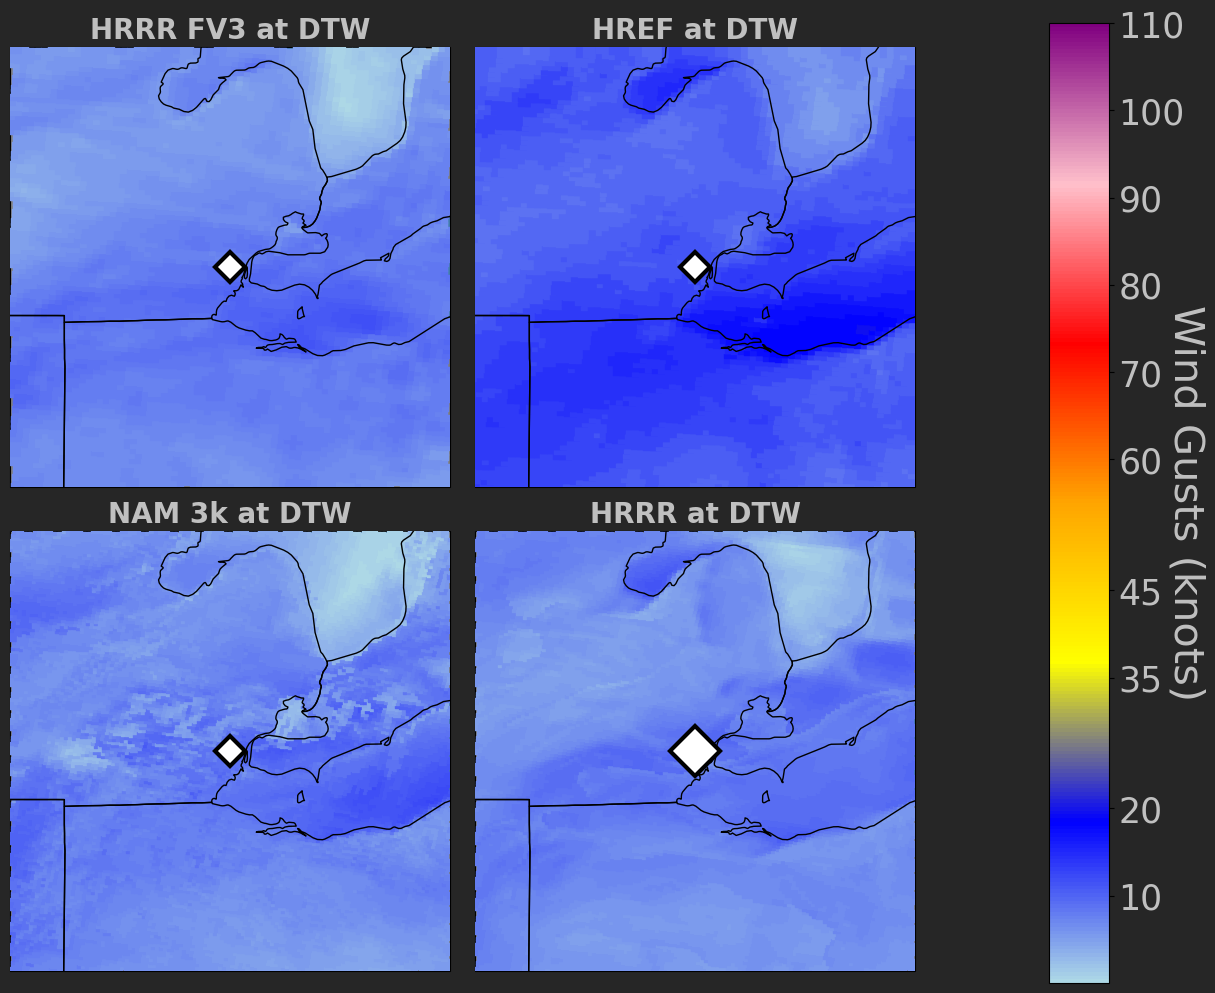 HRRR FV3 at DTW
HREF at DTW
NAM 3k at DTW
HRRR at DTW
110
100
90
80
70
60
45
35
20
10
Wind Gusts (knots)